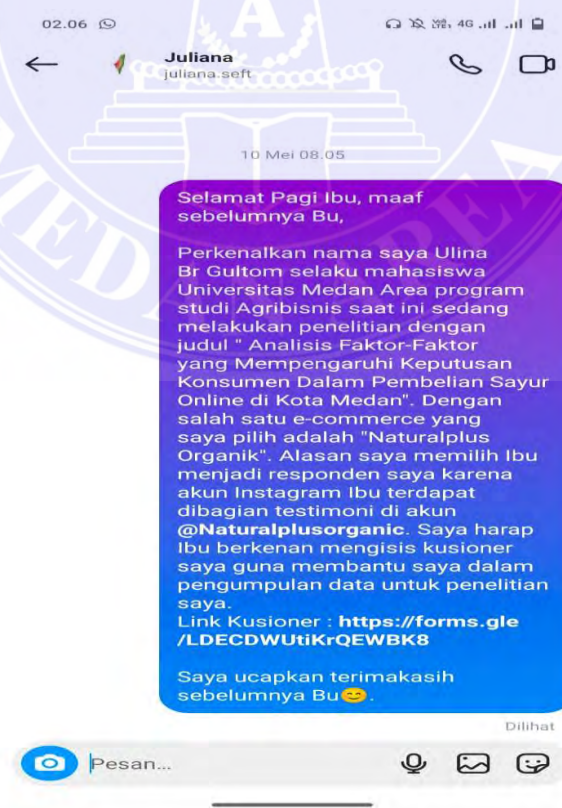 02.06
4G
Juliana
juliana.seft
10 Mei 08.05
Selamat Pagi Ibu, maaf
sebelumnya Bu,
Perkenalkan nama saya Ulina
Br Gultom selaku mahasiswa
Universitas Medan Area program
studi Agribisnis saat ini sedang
melakukan penelitian dengan
judul " Analisis Faktor-Faktor
yang Mempengaruhi Keputusan
Konsumen Dalam Pembelian Sayur
Online di Kota Medan". Dengan
salah satu e-commerce yang
saya pilih adalah "Naturalplus
Organik". Alasan saya memilih Ibu
menjadi responden saya karena
akun Instagram Ibu terdapat
dibagian testimoni di akun
@Naturalplusorganic. Saya harap
Ibu berkenan mengisis kusioner
saya guna membantu saya dalam
pengumpulan data untuk penelitian
saya.
Link Kusioner : https://forms.gle
/LDECDWUtiKrQEWBK8
Saya ucapkan terimakasih
sebelumnya Bu😊.
Dilihat
Pesan...